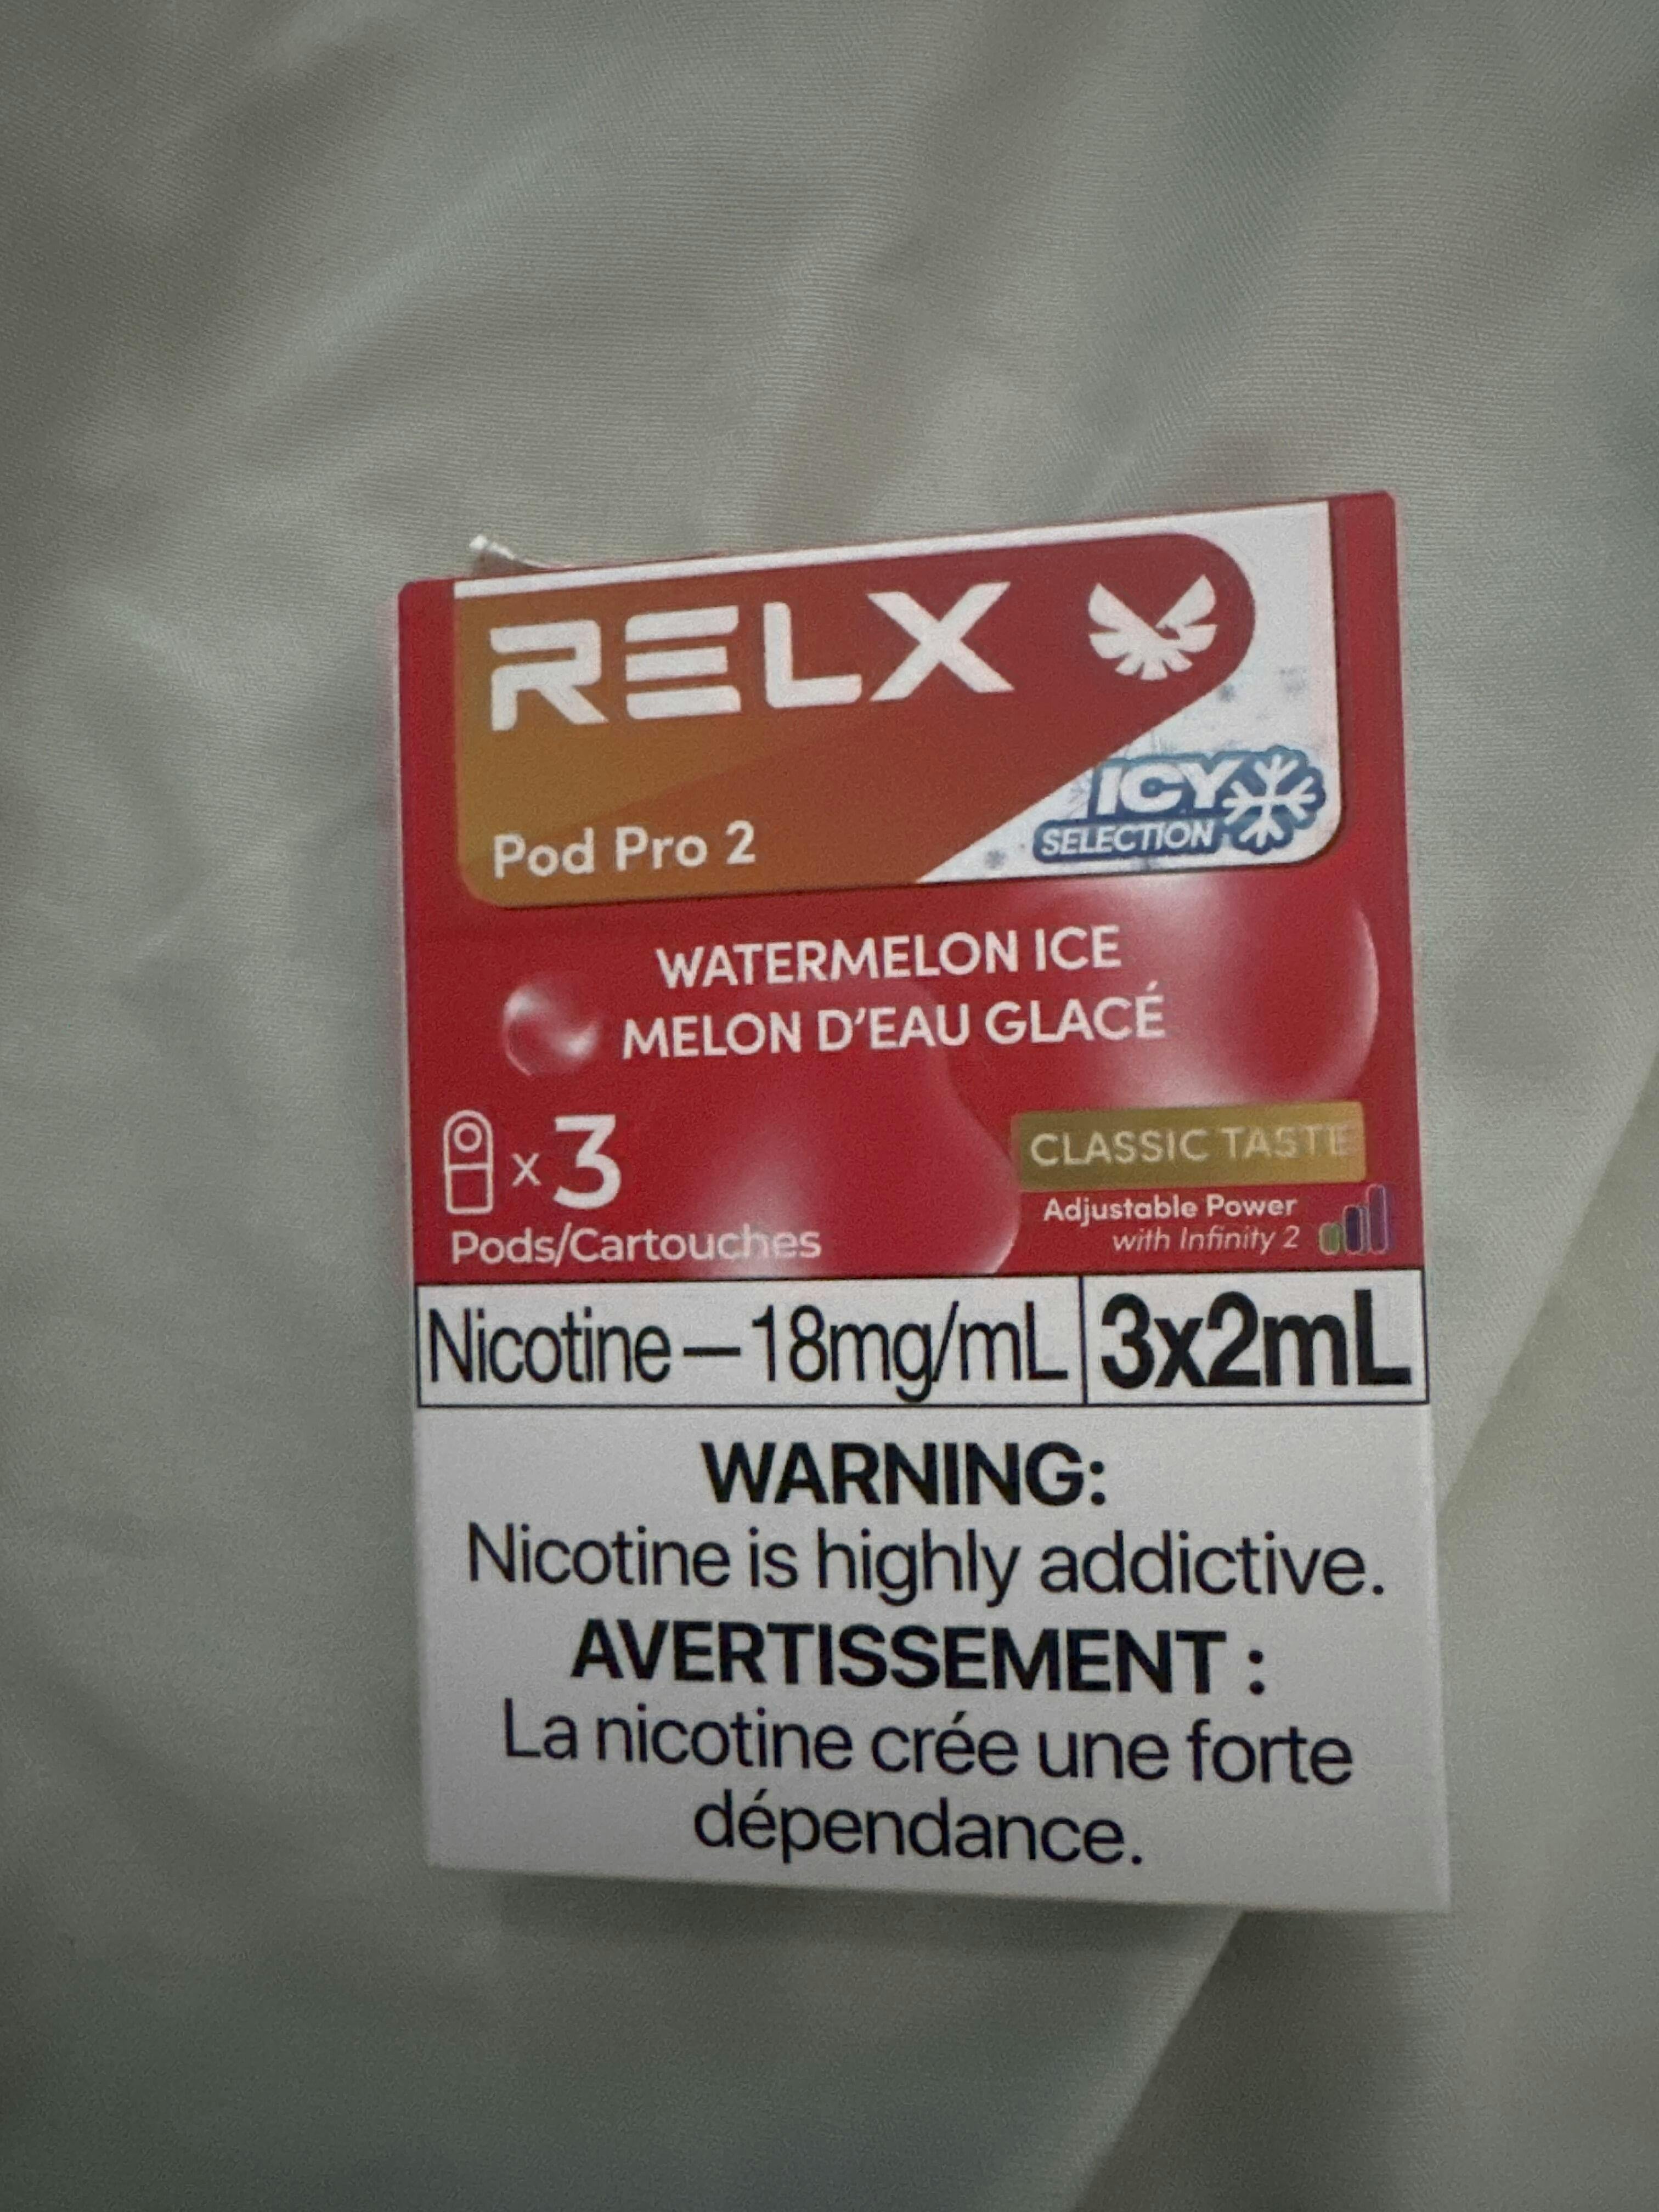 RELX
Pod Pro 2
ICY
SELECTION
WATERMELON ICE
MELON D'EAU GLACÉ
x 3
Pods/Cartouches
CLASSIC TASTE
Adjustable Power
with Infinity 2
Nicotine – 18mg/mL
3x2mL
WARNING:
Nicotine is highly addictive.
AVERTISSEMENT :
La nicotine crée une forte
dépendance.